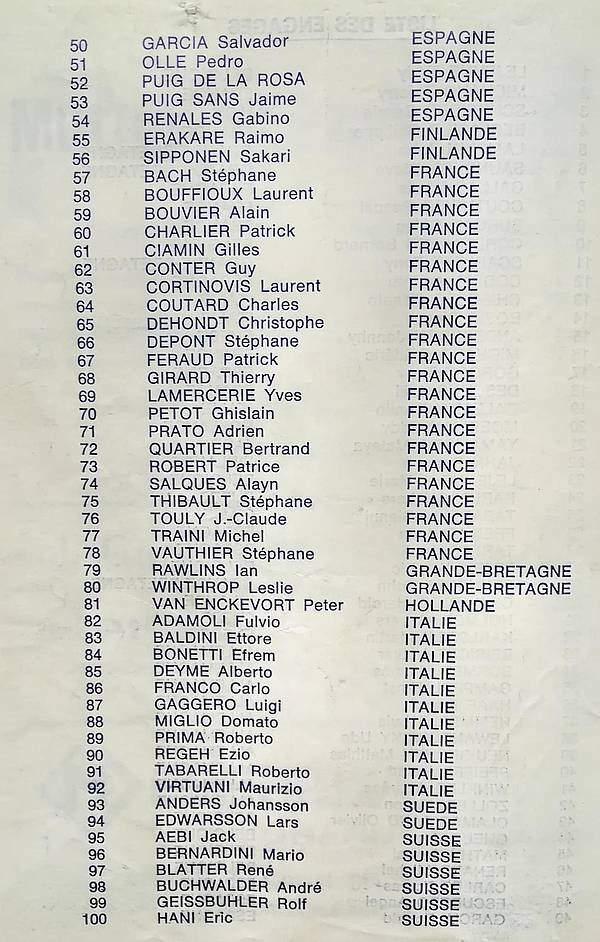 50 GARCIA Salvador ESPAGNE
51 OLLE Pedro ESPAGNE
52 PUIG DE LA ROSA ESPAGNE
53 PUIG SANS Jaime ESPAGNE
54 RENALES Gabino ESPAGNE
55 ERAKARE Raimo FINLANDE
56 SIPPONEN Sakari FINLANDE
57 BACH Stéphane FRANCE
58 BOUFFIOUX Laurent FRANCE
59 BOUVIER Alain FRANCE
60 CHARLIER Patrick FRANCE
61 CIAMIN Gilles FRANCE
62 CONTER Guy FRANCE
63 CORTINOVIS Laurent FRANCE
64 COUTARD Charles FRANCE
65 DEHONDT Christophe FRANCE
66 DEPONT Stéphane FRANCE
67 FERAUD Patrick FRANCE
68 GIRARD Thierry FRANCE
69 LAMERCERIE Yves FRANCE
70 PETOT Ghislain FRANCE
71 PRATO Adrien FRANCE
72 QUARTIER Bertrand FRANCE
73 ROBERT Patrice FRANCE
74 SALQUES Alayn FRANCE
75 THIBAULT Stéphane FRANCE
76 TOULY J.-Claude FRANCE
77 TRAINI Michel FRANCE
78 VAUTHIER Stéphane FRANCE
79 RAWLINS Ian GRANDE-BRETAGNE
80 WINTHROP Leslie GRANDE-BRETAGNE
81 VAN ENCKEVORT Peter HOLLANDE
82 ADAMOLI Fulvio ITALIE
83 BALDINI Ettore ITALIE
84 BONETTI Efrem ITALIE
85 DEYME Alberto ITALIE
86 FRANCO Carlo ITALIE
87 GAGGERO Luigi ITALIE
88 MIGLIO Domato ITALIE
89 PRIMA Roberto ITALIE
90 REGEH Ezio ITALIE
91 TABARELLI Roberto ITALIE
92 VIRTUANI Maurizio ITALIE
93 ANDERS Johansson SUEDE
94 EDWARSSON Lars SUEDE
95 AEBI Jack SUISSE
96 BERNARDINI Mario SUISSE
97 BLATTER René SUISSE
98 BUCHWALDER André SUISSE
99 GEISSBUHLER Rolf SUISSE
100 HANI Eric SUISSE